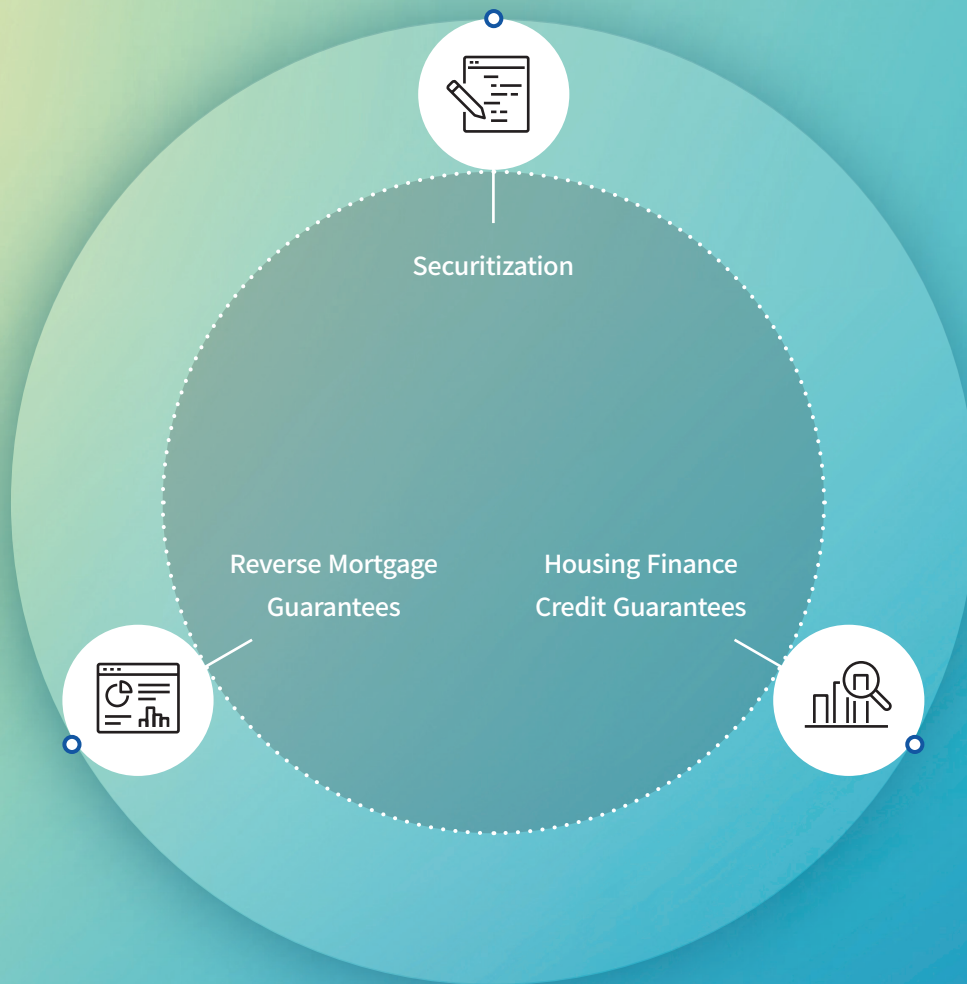 Securitization
Reverse Mortgage
Guarantees
Housing Finance
Credit Guarantees